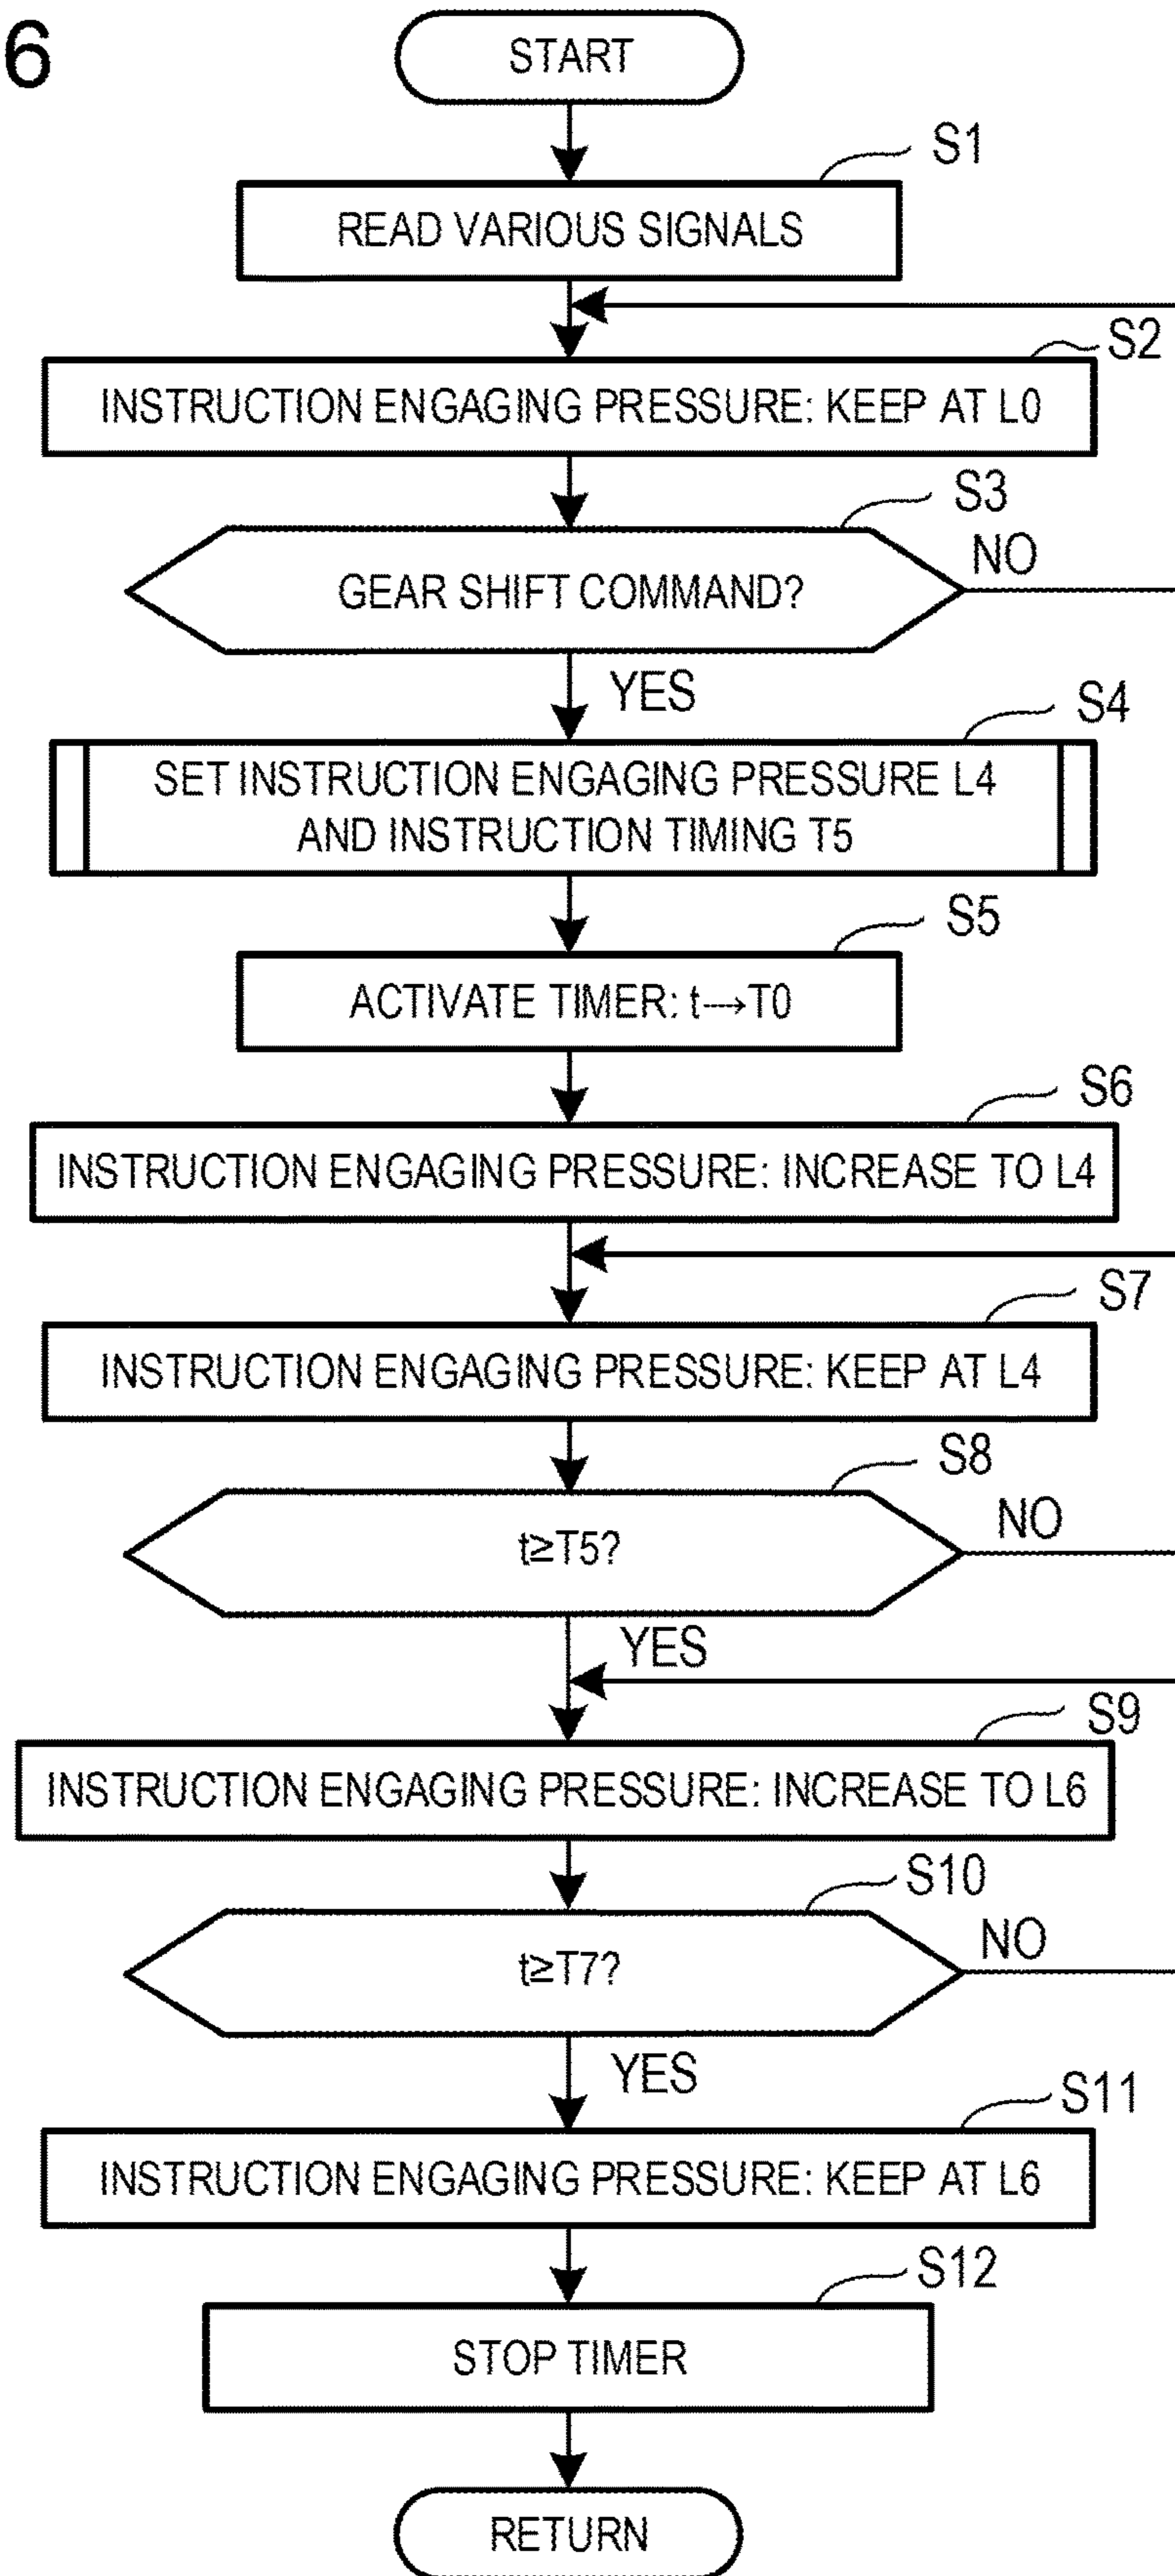 6
START
S1
READ VARIOUS SIGNALS
S2
INSTRUCTION ENGAGING PRESSURE: KEEP AT L0
S3
GEAR SHIFT COMMAND?
NO
YES
S4
SET INSTRUCTION ENGAGING PRESSURE L4
AND INSTRUCTION TIMING T5
S5
ACTIVATE TIMER: t→T0
S6
INSTRUCTION ENGAGING PRESSURE: INCREASE TO L4
S7
INSTRUCTION ENGAGING PRESSURE: KEEP AT L4
S8
t≥T5?
NO
YES
S9
INSTRUCTION ENGAGING PRESSURE: INCREASE TO L6
S10
t≥T7?
NO
YES
S11
INSTRUCTION ENGAGING PRESSURE: KEEP AT L6
S12
STOP TIMER
RETURN